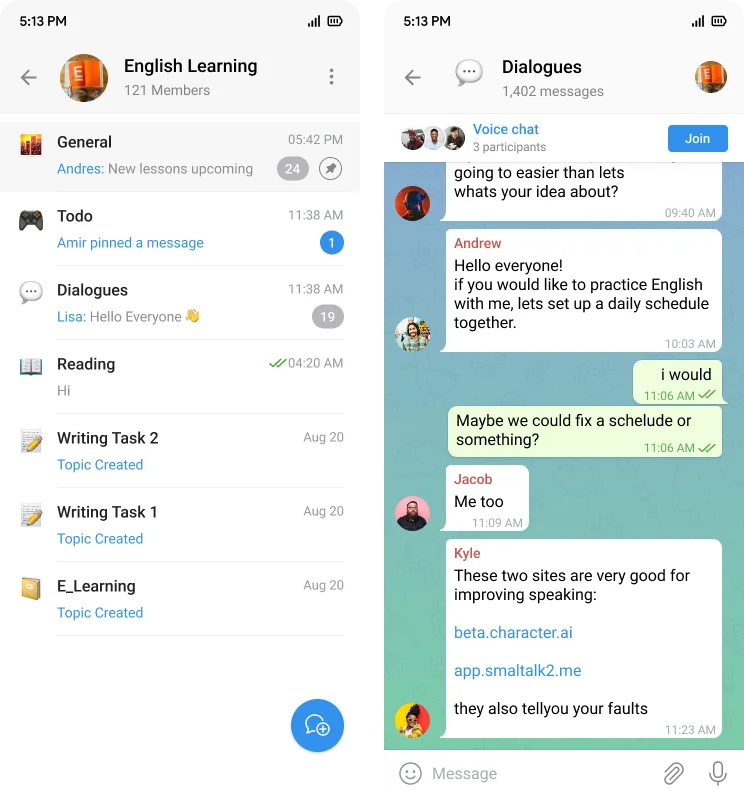 5:13 PM
English Learning
121 Members
General
05:42 PM
Andres: New lessons upcoming
24
Todo
11:38 AM
Amir pinned a message
1
Dialogues
11:38 AM
Lisa: Hello Everyone 👋
19
Reading
04:20 AM
Hi
Writing Task 2
Aug 20
Topic Created
Writing Task 1
Aug 20
Topic Created
E_Learning
Aug 20
Topic Created
5:13 PM
Dialogues
1,402 messages
Voice chat
3 participants
Join
going to easier than lets
whats your idea about?
09:40 AM
Andrew
Hello everyone!
if you would like to practice English
with me, lets set up a daily schedule
together.
10:03 AM
i would
11:06 AM
Maybe we could fix a schelude or
something?
11:06 AM
Jacob
Me too
11:09 AM
Kyle
These two sites are very good for
improving speaking:
beta.character.ai
app.smaltalk2.me
they also tellyou your faults
11:23 AM
Message